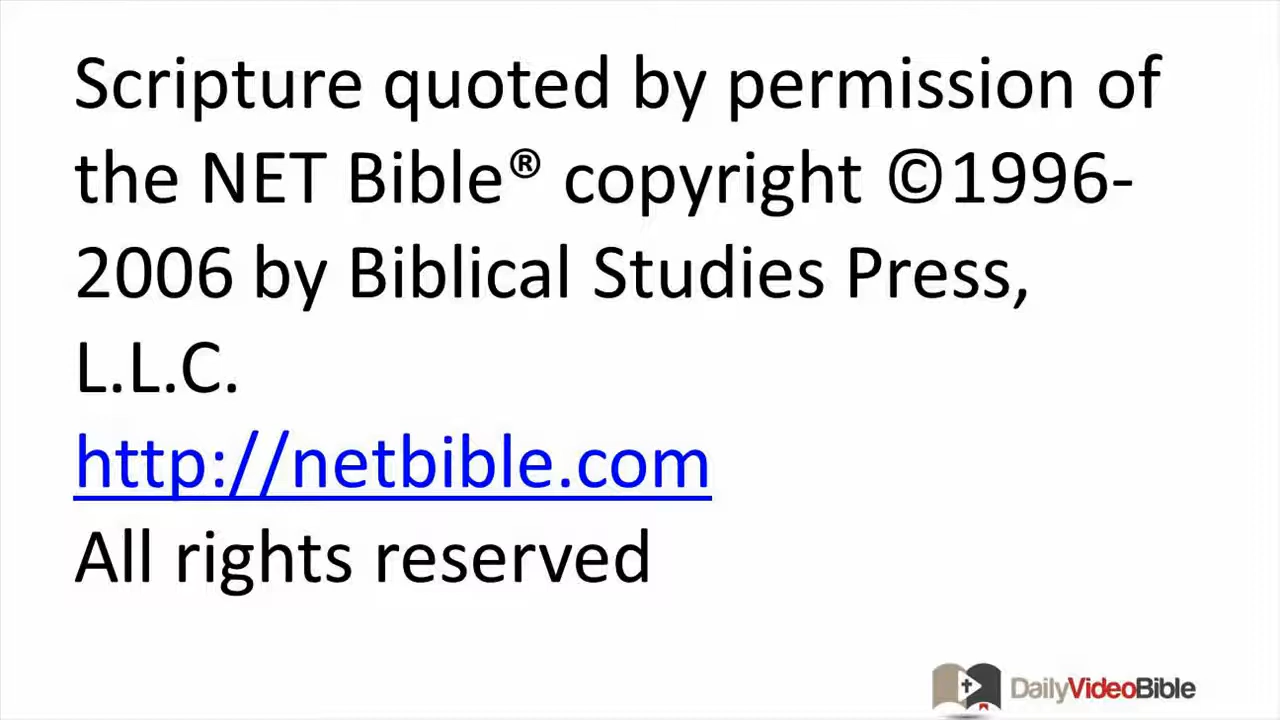 Scripture quoted by permission of
the NET Bible® copyright ©1996-
2006 by Biblical Studies Press,
L.L.C.
http://netbible.com
All rights reserved
DailyVideoBible